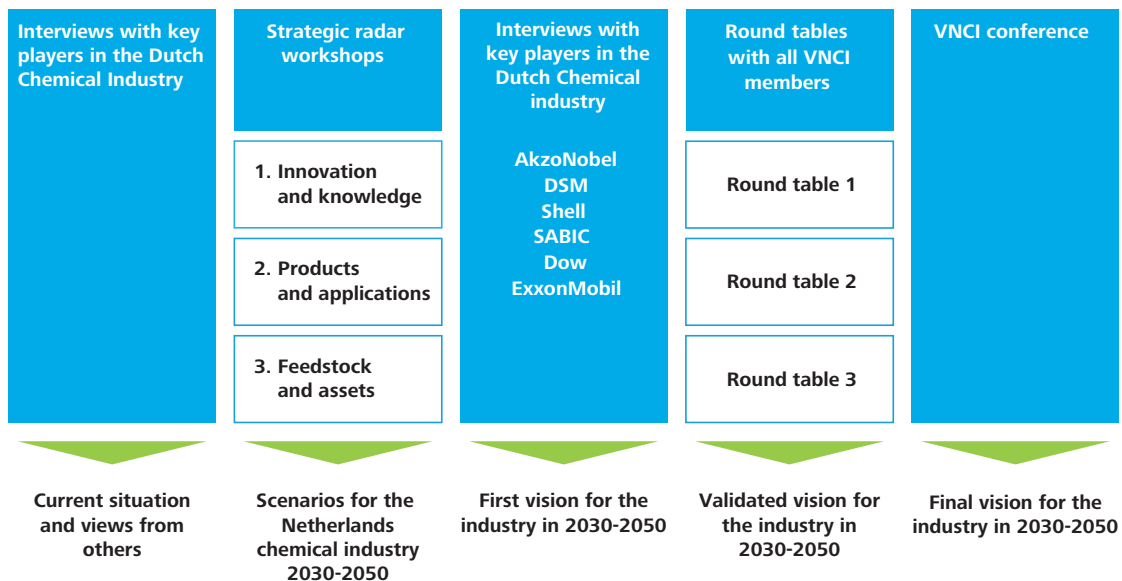 Interviews with key
players in the Dutch
Chemical Industry
Strategic radar
workshops
1. Innovation
and knowledge
2. Products
and applications
3. Feedstock
and assets
Interviews with
key players in the
Dutch Chemical
industry
AkzoNobel
DSM
Shell
SABIC
Dow
ExxonMobil
Round tables
with all VNCI
members
Round table 1
Round table 2
Round table 3
VNCI conference
Current situation
and views from
others
Scenarios for the
Netherlands
chemical industry
2030-2050
First vision for the
industry in 2030-2050
Validated vision for
the industry in
2030-2050
Final vision for the
industry in 2030-2050